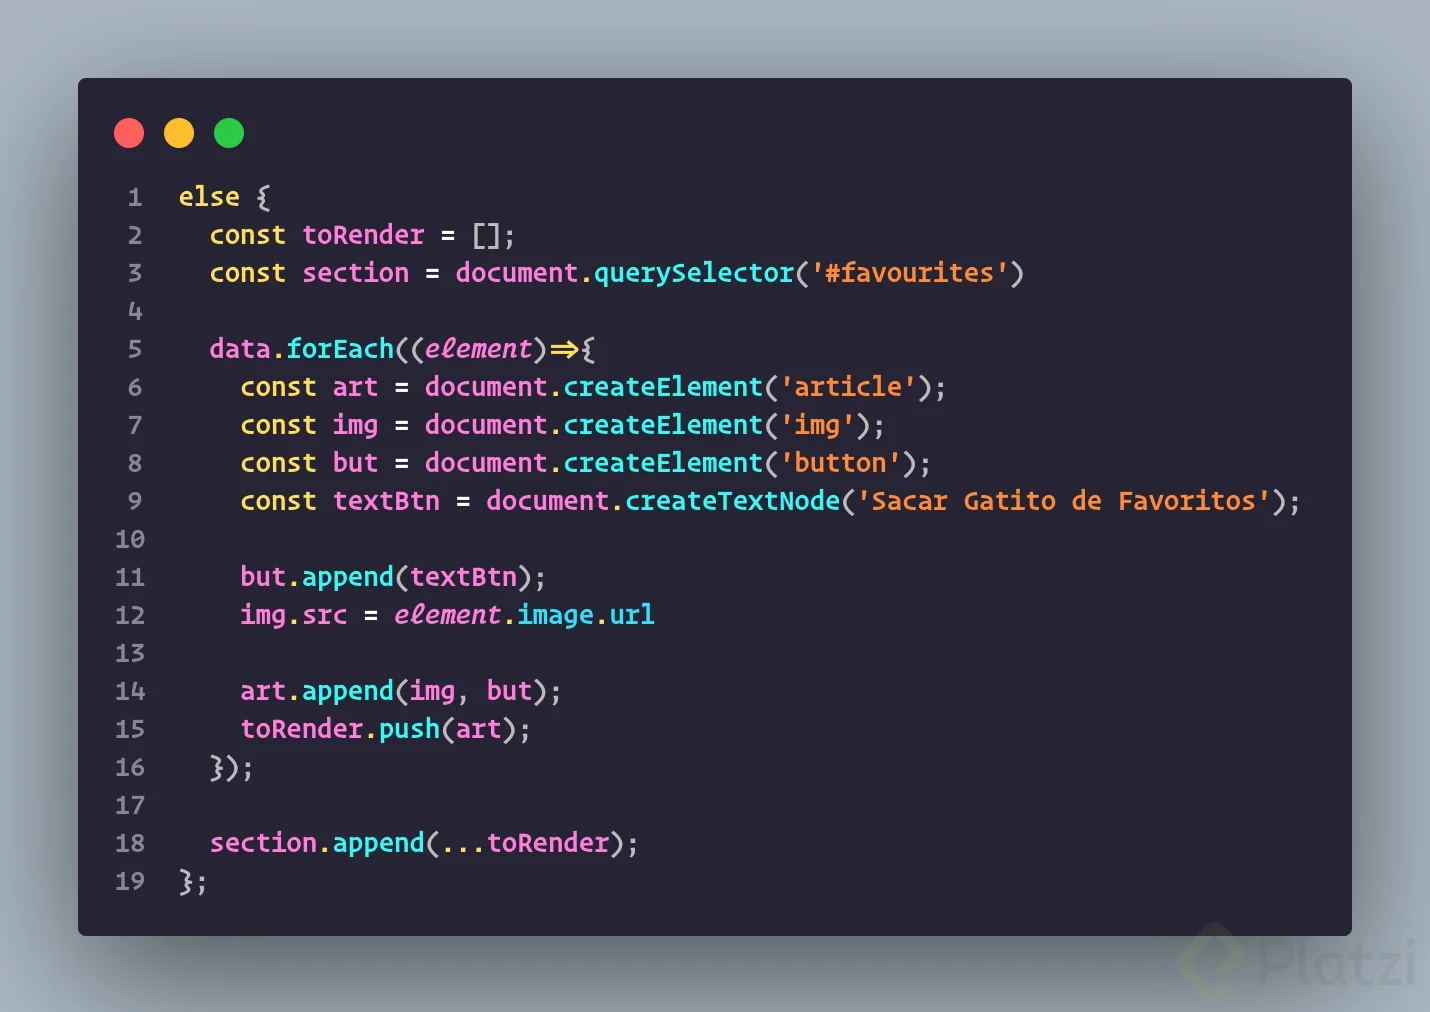 1 else {
2   const toRender = [];
3   const section = document.querySelector('#favourites')
4
5   data.forEach((element)=>{
6     const art = document.createElement('article');
7     const img = document.createElement('img');
8     const but = document.createElement('button');
9     const textBtn = document.createTextNode('Sacar Gatito de Favoritos');
10
11     but.append(textBtn);
12     img.src = element.image.url
13
14     art.append(img, but);
15     toRender.push(art);
16   });
17
18   section.append(...toRender);
19 };
Platzi